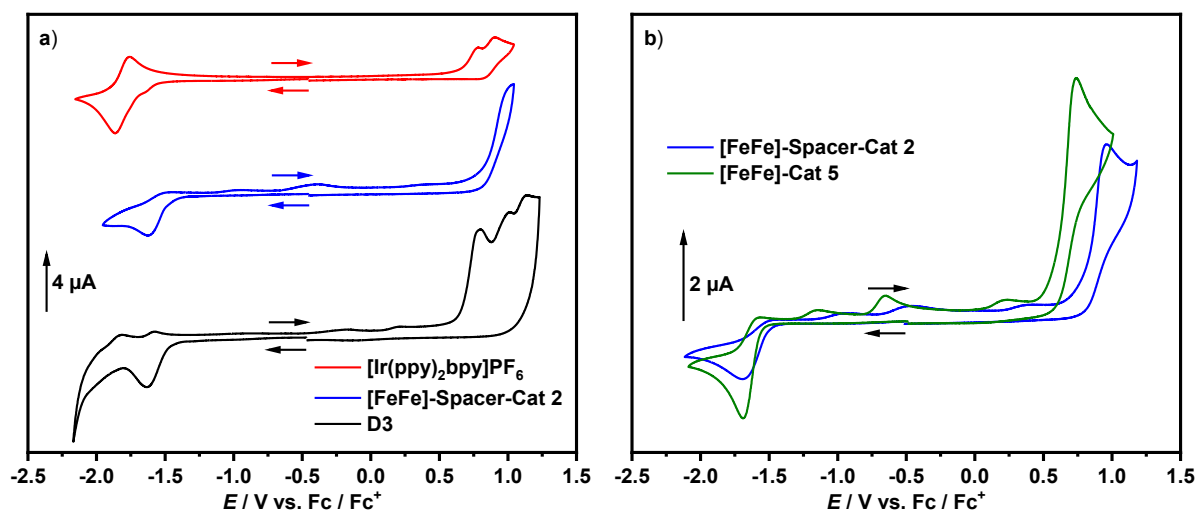 a)
4 µA
[Ir(ppy)₂bpy]PF₆
[FeFe]-Spacer-Cat 2
D3
-2.5 -2.0 -1.5 -1.0 -0.5 0.0 0.5 1.0 1.5
E / V vs. Fc / Fc⁺
b)
[FeFe]-Spacer-Cat 2
[FeFe]-Cat 5
2 µA
-2.5 -2.0 -1.5 -1.0 -0.5 0.0 0.5 1.0 1.5
E / V vs. Fc / Fc⁺